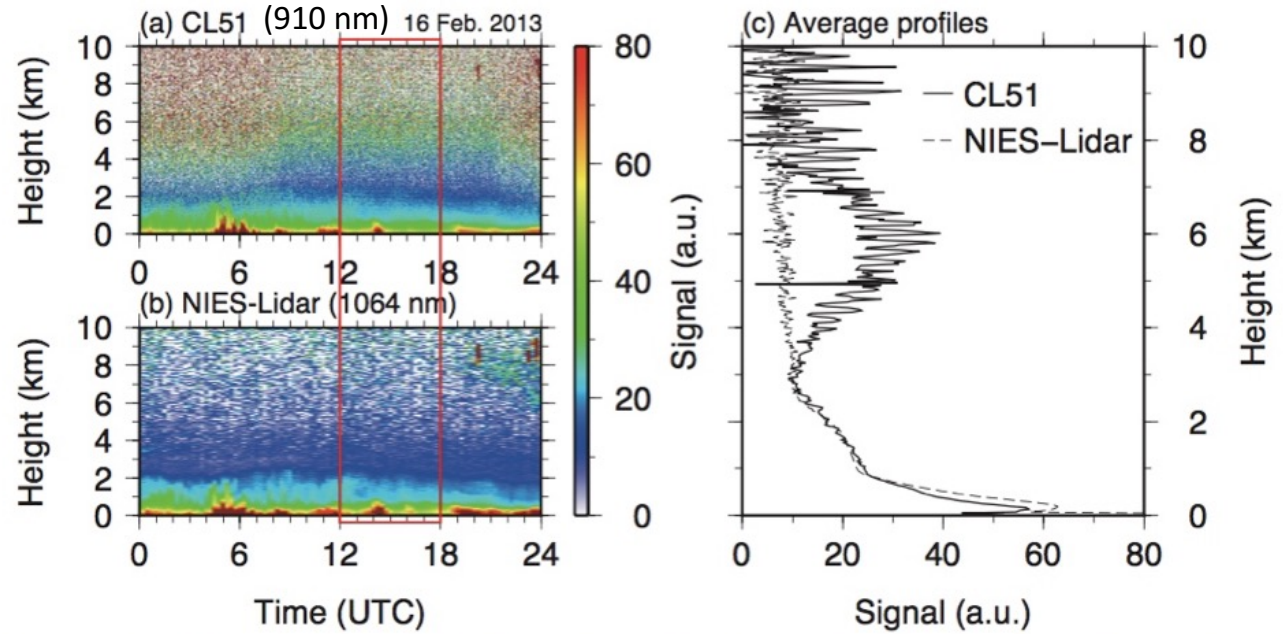 (a) CL51 (910 nm) 16 Feb. 2013
Height (km)
10
8
6
4
2
0
0 6 12 18 24
(b) NIES-Lidar (1064 nm)
Height (km)
10
8
6
4
2
0
0 6 12 18 24
Time (UTC)
80
60
40
20
0
Signal (a.u.)
(c) Average profiles
CL51
NIES–Lidar
10
8
6
4
2
0
Height (km)
0 20 40 60 80
Signal (a.u.)